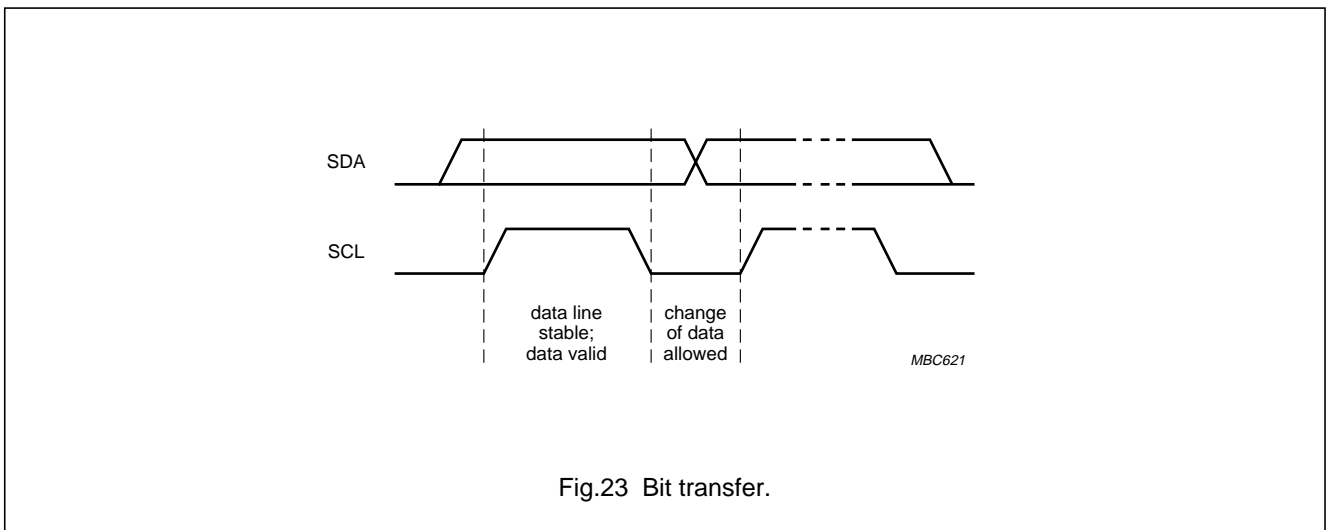 SDA
SCL
data line
stable;
data valid
change
of data
allowed
MBC621
Fig.23 Bit transfer.